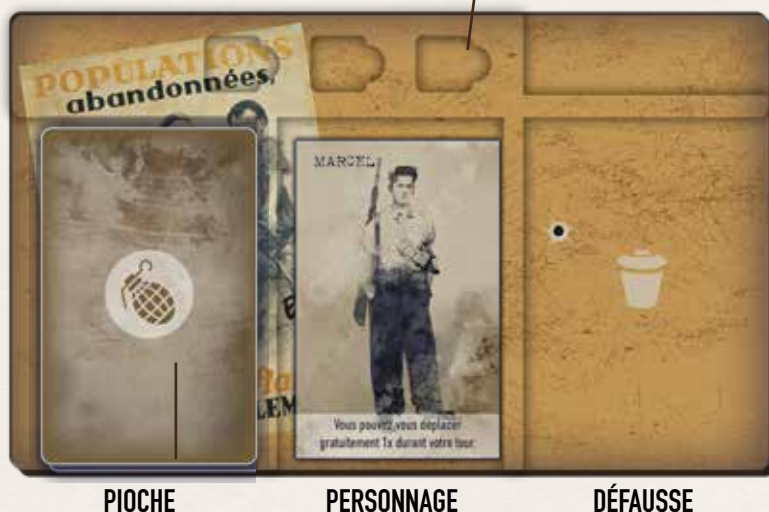 POPULATIONS
abandonnées,
MARCEL
Vous pouvez vous déplacer
gratuitement 1x durant votre tour.
PIOCHE
PERSONNAGE
DÉFAUSSE